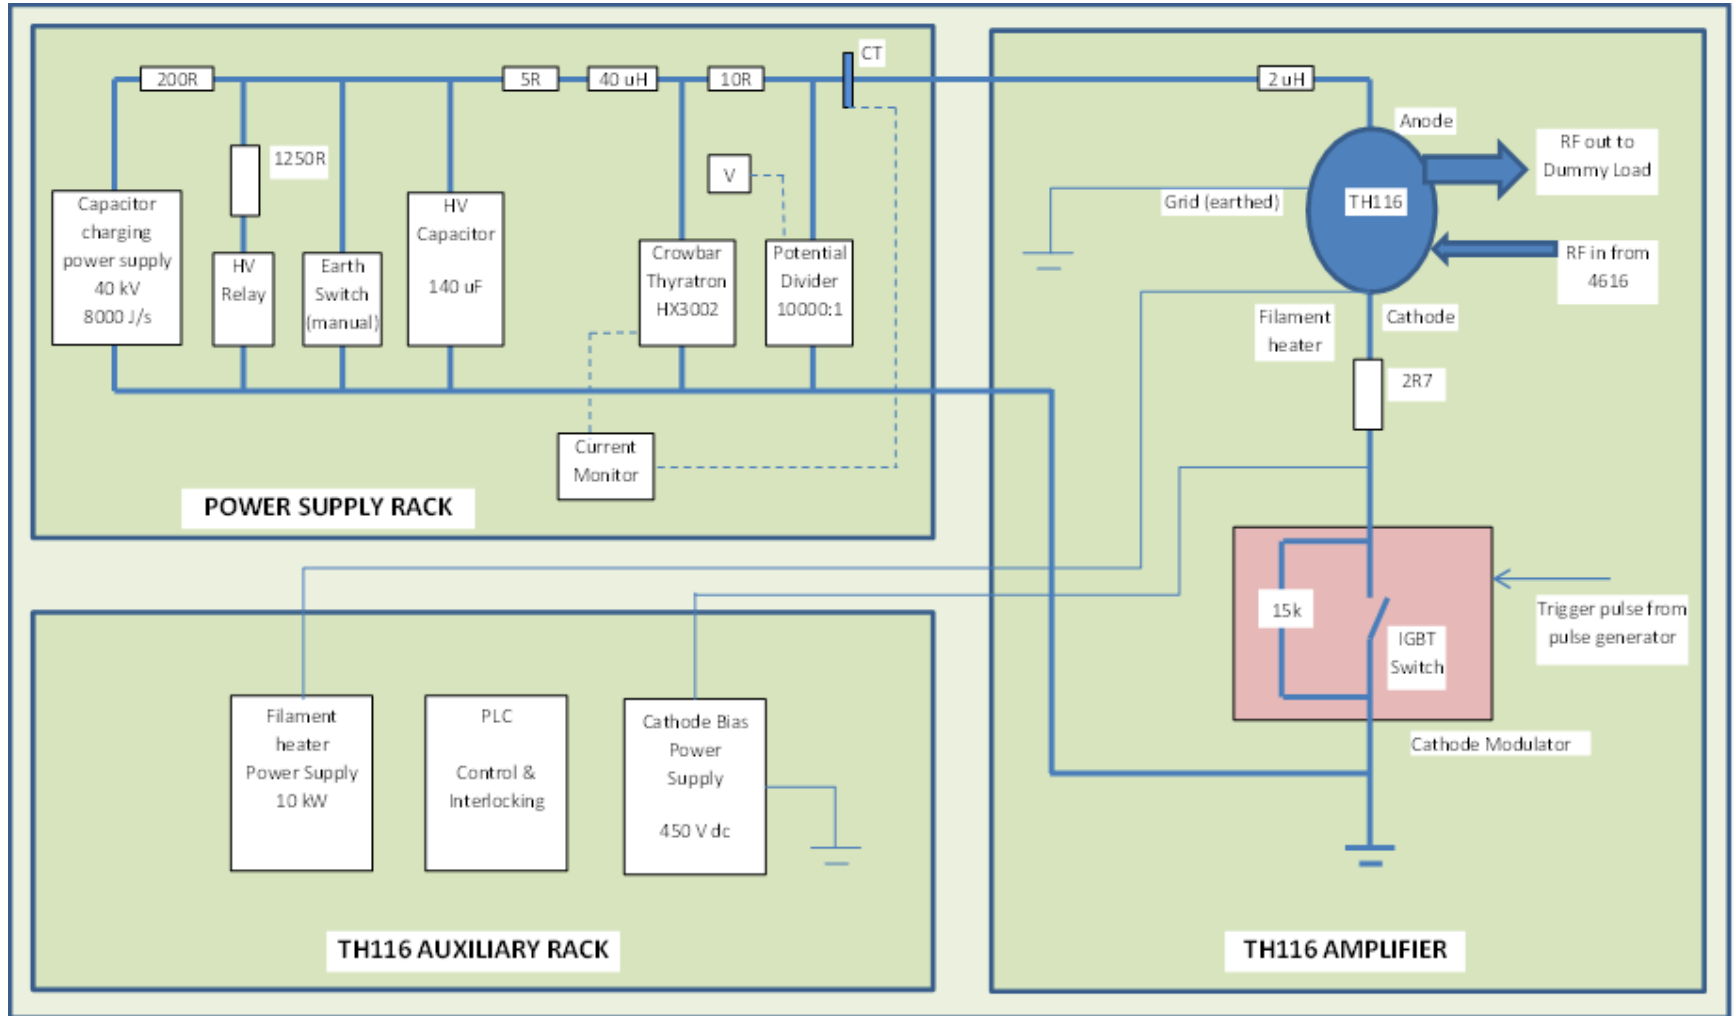 CT
200R
5R
40 uH
10R
2 uH
1250R
V
Anode
RF out to
Dummy Load
Capacitor
charging
power supply
40 kV
8000 J/s
HV
Relay
Earth
Switch
(manual)
HV
Capacitor
140 uF
Crowbar
Thyratron
HX3002
Potential
Divider
10000:1
Grid (earthed)
TH116
RF in from
4616
Filament
heater
Cathode
2R7
Current
Monitor
POWER SUPPLY RACK
15k
IGBT
Switch
Trigger pulse from
pulse generator
Cathode Modulator
Filament
heater
Power Supply
10 kW
PLC
Control &
Interlocking
Cathode Bias
Power
Supply
450 V dc
TH116 AUXILIARY RACK
TH116 AMPLIFIER